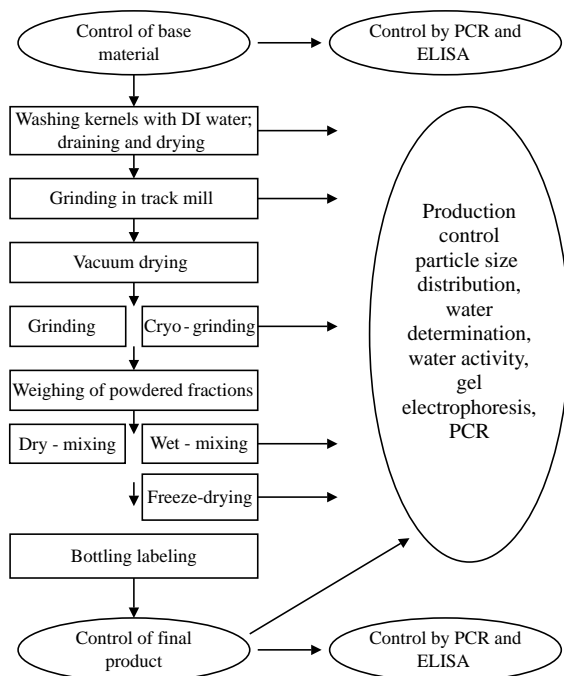 Control of base
material
Control by PCR and
ELISA
Washing kernels with DI water;
draining and drying
Grinding in track mill
Vacuum drying
Grinding
Cryo - grinding
Weighing of powdered fractions
Dry - mixing
Wet - mixing
Freeze-drying
Bottling labeling
Production
control
particle size
distribution,
water
determination,
water activity,
gel
electrophoresis,
PCR
Control of final
product
Control by PCR and
ELISA